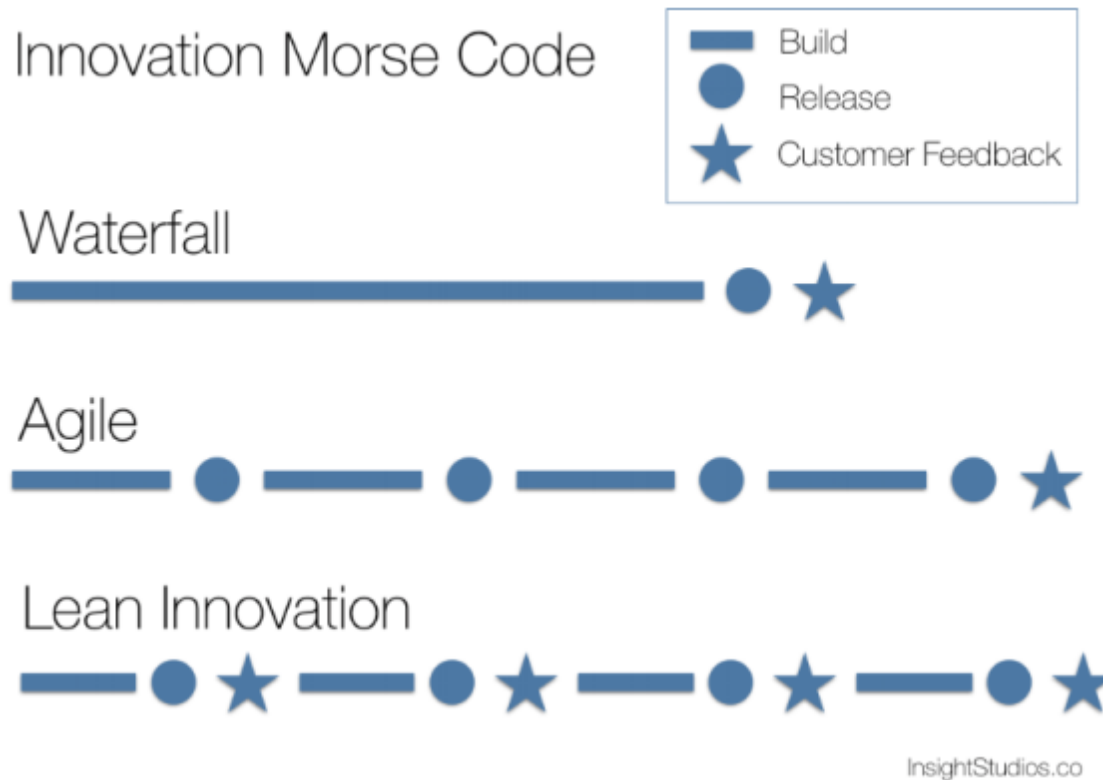 Innovation Morse Code
Build
Release
Customer Feedback
Waterfall
Agile
Lean Innovation
InsightStudios.co